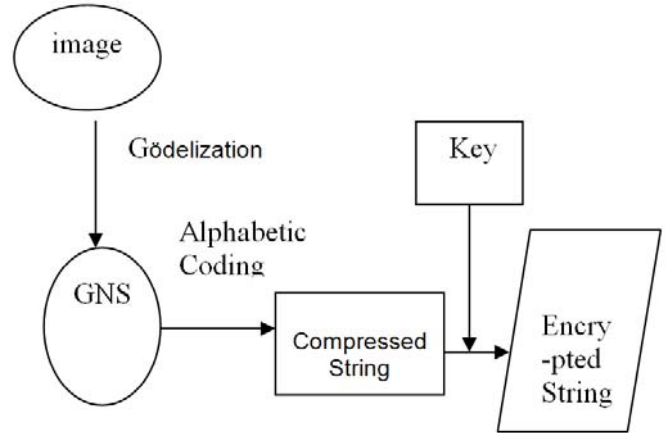 image
Gödelization
Key
Alphabetic
Coding
GNS
Compressed
String
Encry
-pted
String